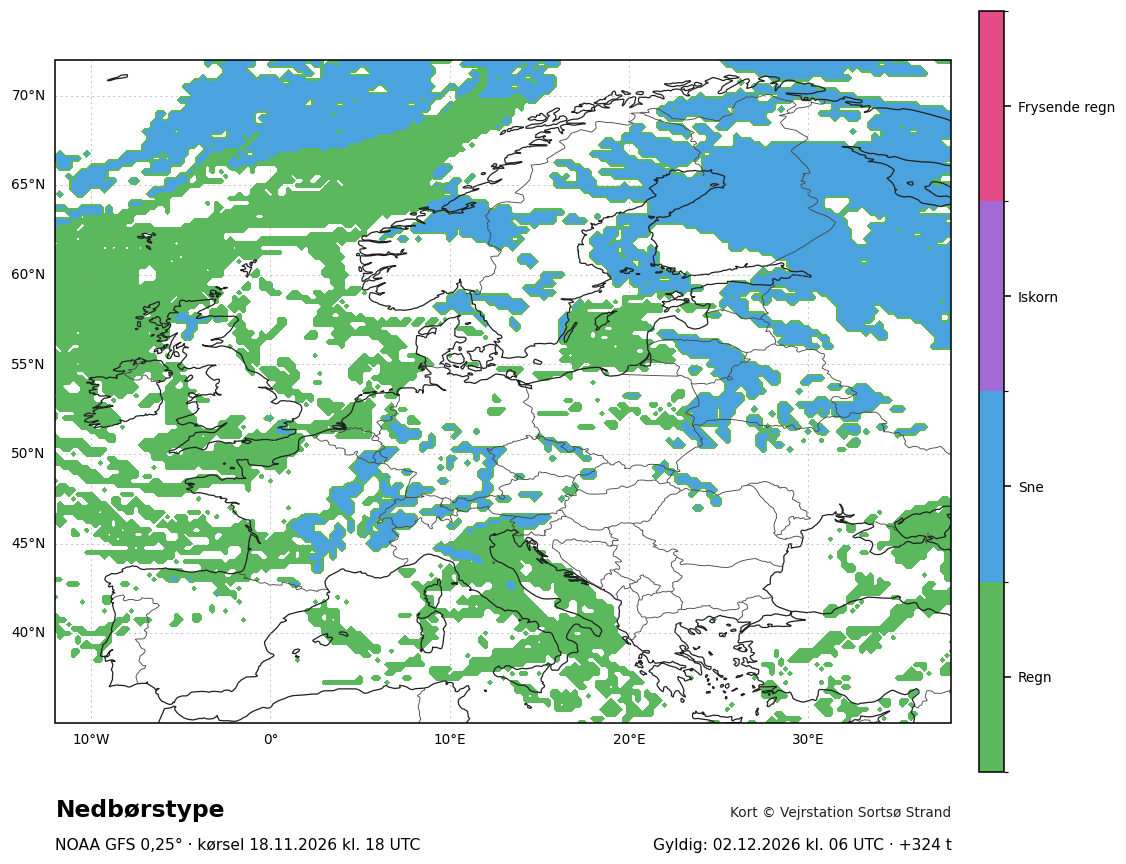 Frysende regn
Iskorn
Sne
Regn
70°N
65°N
60°N
55°N
50°N
45°N
40°N
10°W 0° 10°E 20°E 30°E
Nedbørstype
Kort © Vejrstation Sortsø Strand
NOAA GFS 0,25° · kørsel 18.11.2026 kl. 18 UTC
Gyldig: 02.12.2026 kl. 06 UTC · +324 t